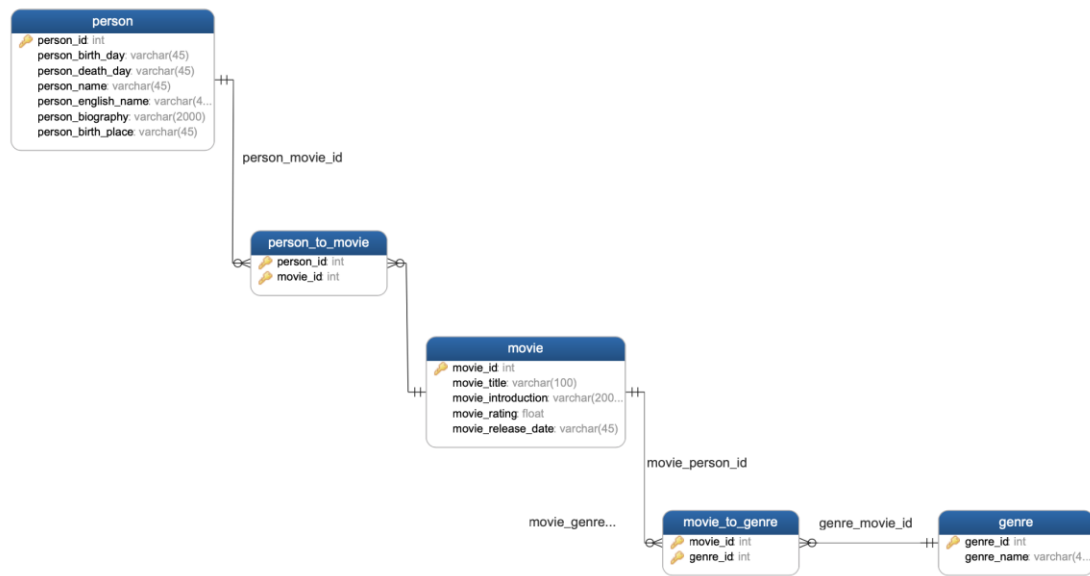 person
person_id: int
person_birth_day: varchar(45)
person_death_day: varchar(45)
person_name: varchar(45)
person_english_name: varchar(4...
person_biography: varchar(2000)
person_birth_place: varchar(45)
person_movie_id
person_to_movie
person_id: int
movie_id: int
movie
movie_id: int
movie_title: varchar(100)
movie_introduction: varchar(200...
movie_rating: float
movie_release_date: varchar(45)
movie_person_id
movie_genre...
movie_to_genre
movie_id: int
genre_id: int
genre_movie_id
genre
genre_id: int
genre_name: varchar(4...